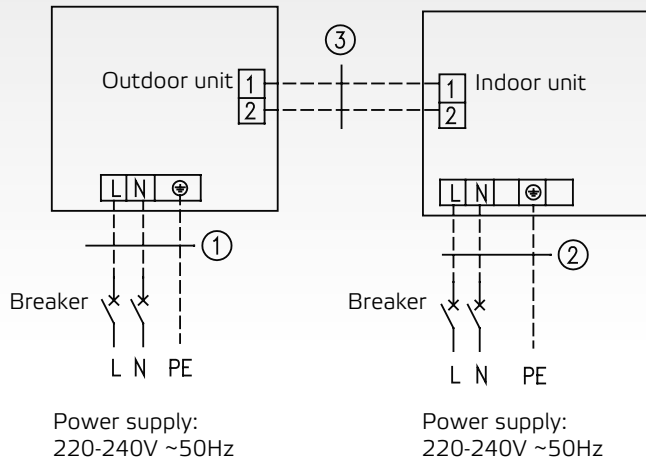 ③
Outdoor unit
1
2
1
2
Indoor unit
L N
L N
①
②
Breaker
Breaker
L N PE
L N PE
Power supply:
220-240V ~50Hz
Power supply:
220-240V ~50Hz